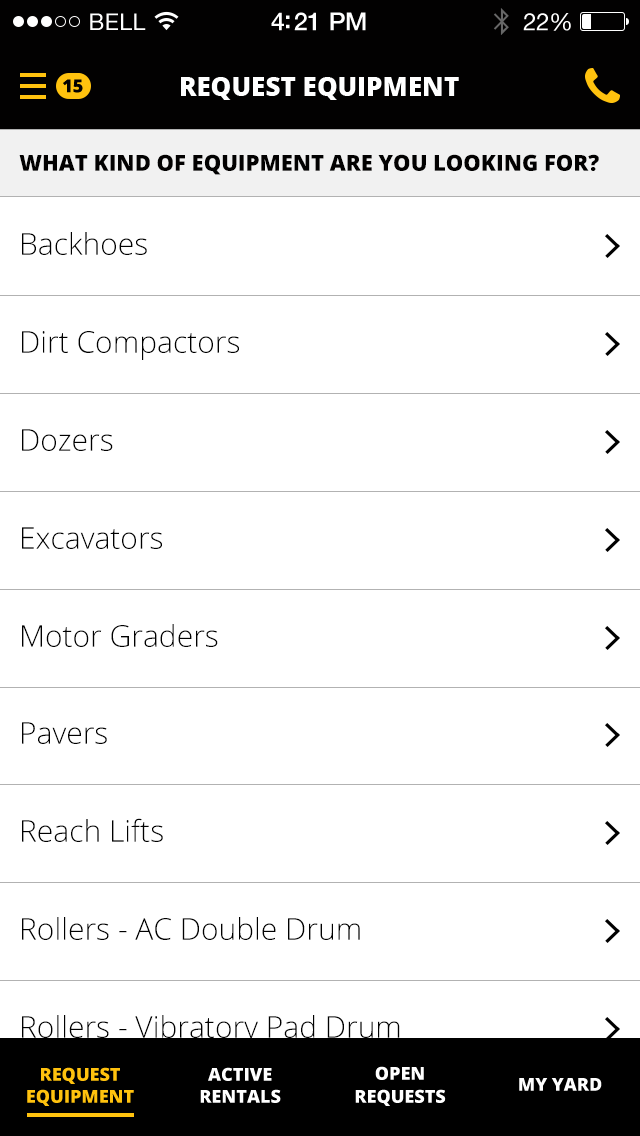 BELL 4:21 PM 22%
15 REQUEST EQUIPMENT
WHAT KIND OF EQUIPMENT ARE YOU LOOKING FOR?
Backhoes
Dirt Compactors
Dozers
Excavators
Motor Graders
Pavers
Reach Lifts
Rollers - AC Double Drum
Rollers - Vibratory Pad Drum
REQUEST
EQUIPMENT
ACTIVE
RENTALS
OPEN
REQUESTS
MY YARD